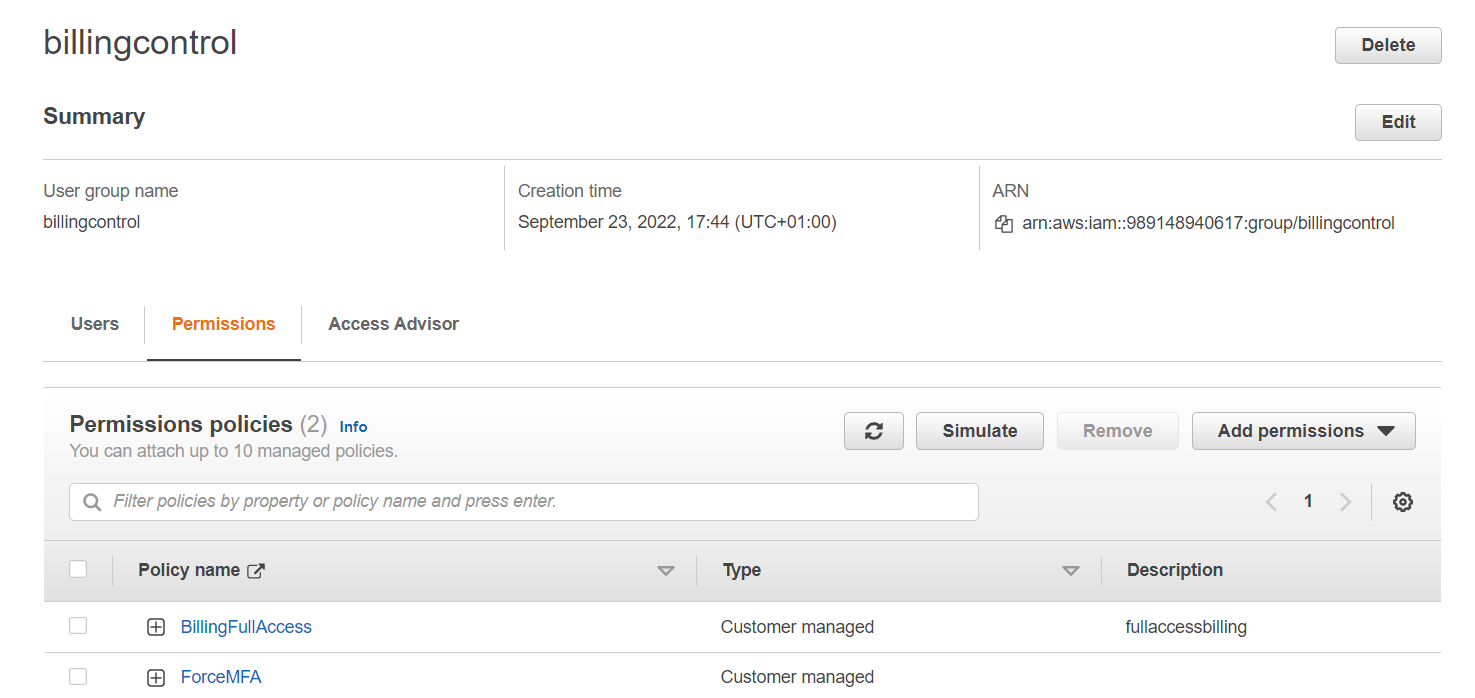 billingcontrol
Delete
Summary
Edit
User group name
Creation time
ARN
billingcontrol
September 23, 2022, 17:44 (UTC+01:00)
arn:aws:iam::989148940617:group/billingcontrol
Users
Permissions
Access Advisor
Permissions policies (2) Info
You can attach up to 10 managed policies.
Simulate
Remove
Add permissions
Filter policies by property or policy name and press enter.
1
Policy name
Type
Description
BillingFullAccess
Customer managed
fullaccessbilling
ForceMFA
Customer managed